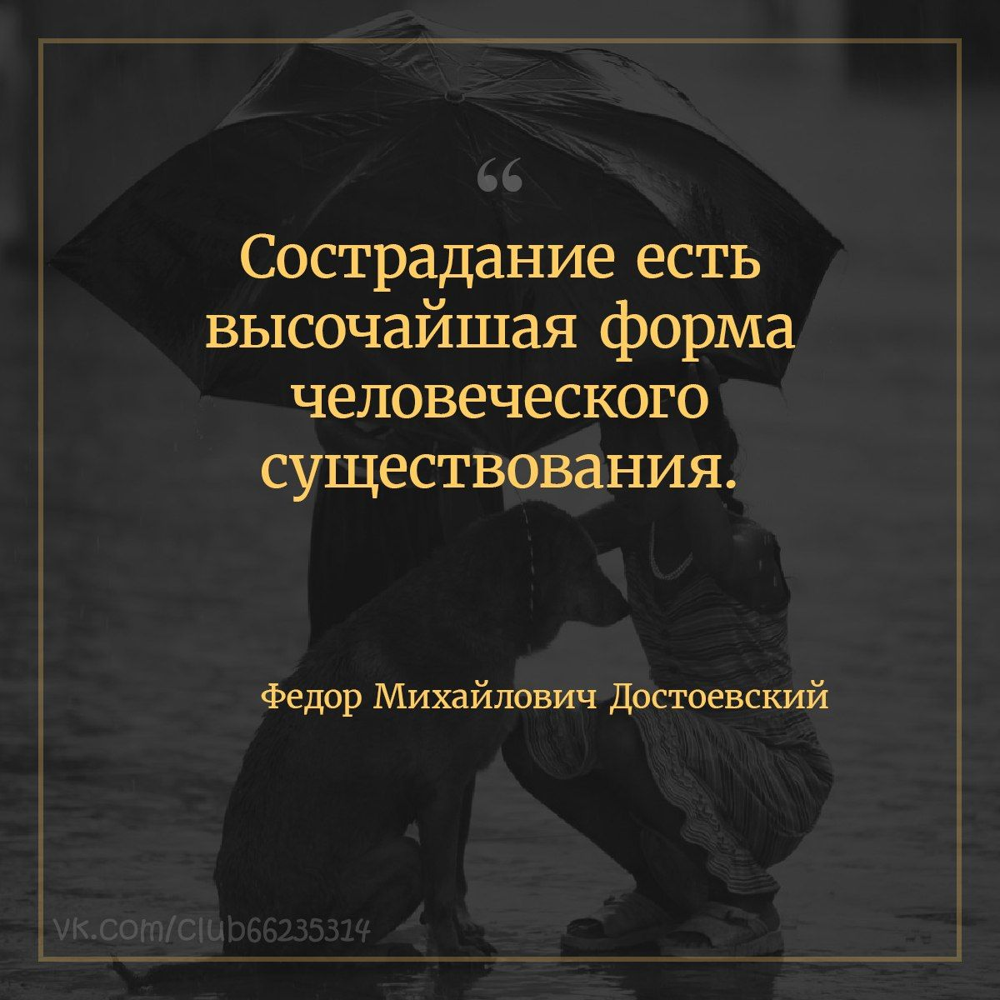 “
Сострадание есть
высочайшая форма
человеческого
существования.
Федор Михайлович Достоевский
vk.com/club66235314